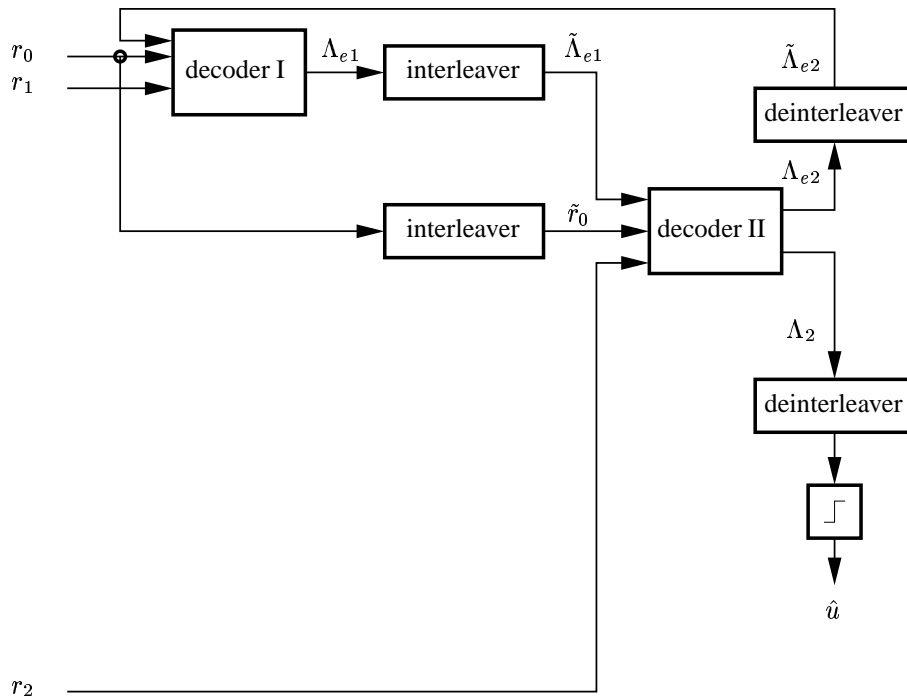 r₀
r₁
decoder I
Λₑ₁
interleaver
Λ̃ₑ₁
Λ̃ₑ₂
deinterleaver
Λₑ₂
interleaver
r̃₀
decoder II
Λ₂
deinterleaver
û
r₂